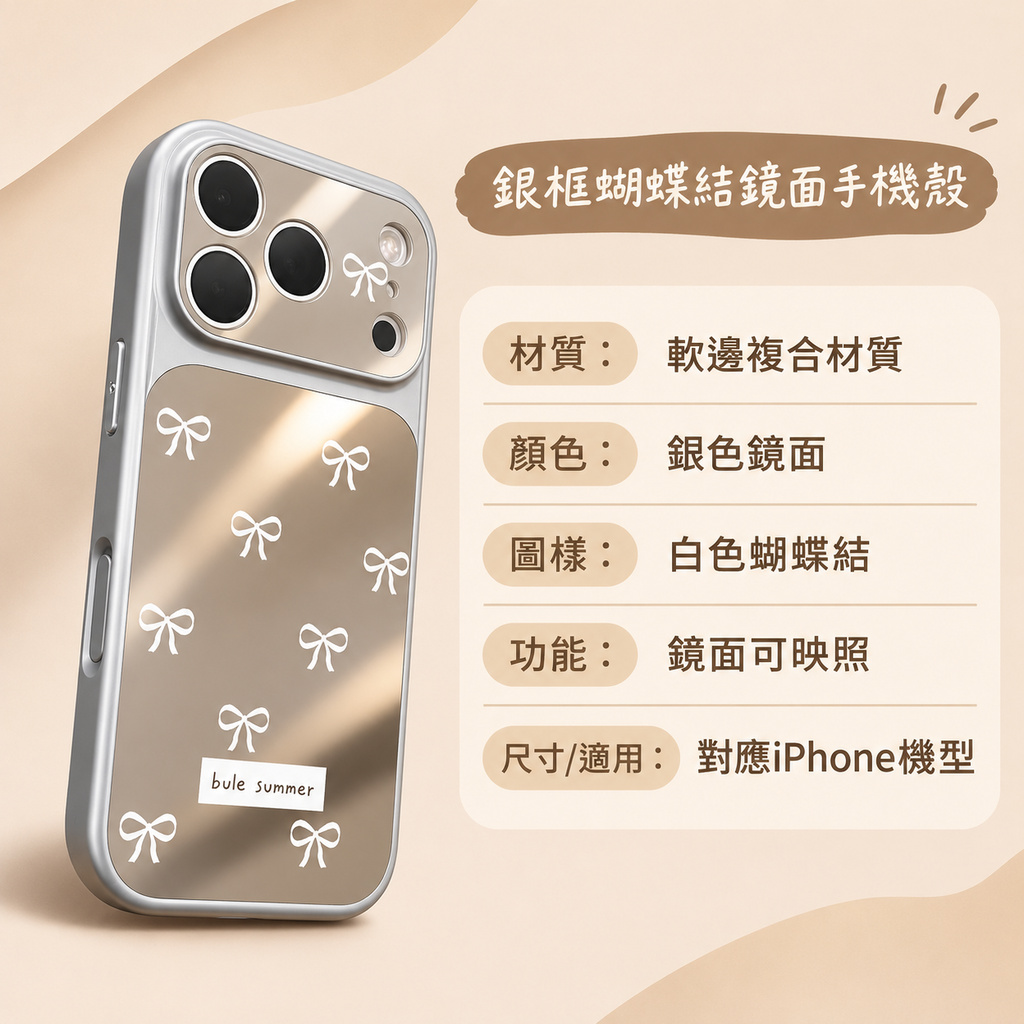 銀框蝴蝶結鏡面手機殼
材質： 軟邊複合材質
顏色： 銀色鏡面
圖樣： 白色蝴蝶結
功能： 鏡面可映照
尺寸/適用： 對應iPhone機型
bule summer